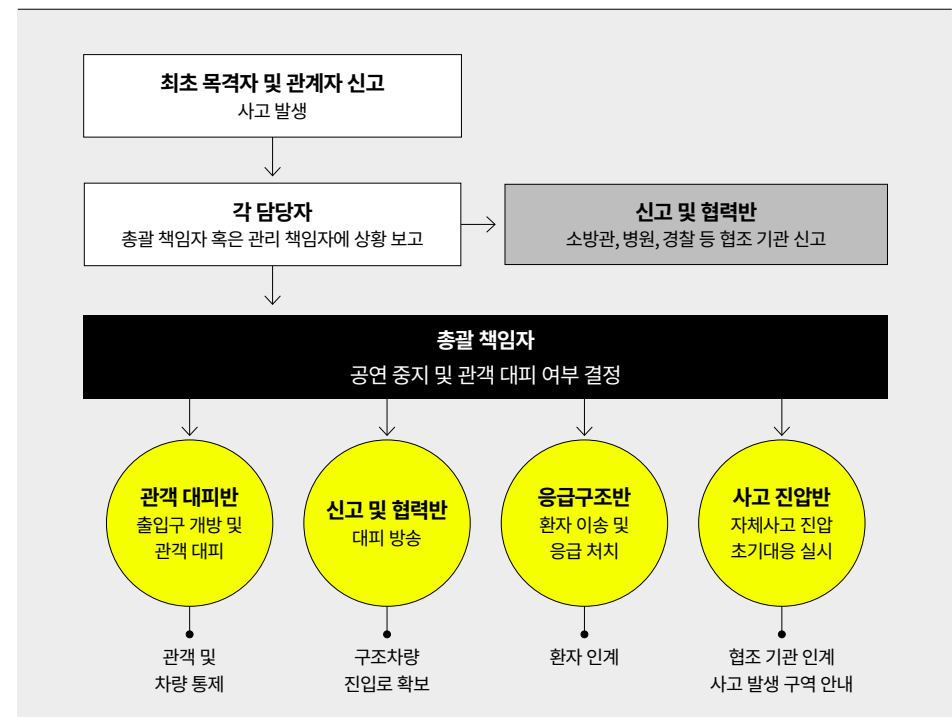 최초 목격자 및 관계자 신고
사고 발생
각 담당자
총괄 책임자 혹은 관리 책임자에 상황 보고
신고 및 협력반
소방관, 병원, 경찰 등 협조 기관 신고
총괄 책임자
공연 중지 및 관객 대피 여부 결정
관객 대피반
출입구 개방 및
관객 대피
신고 및 협력반
대피 방송
응급구조반
환자 이송 및
응급 처치
사고 진압반
자체사고 진압
초기대응 실시
관객 및
차량 통제
구조차량
진입로 확보
환자 인계
협조 기관 인계
사고 발생 구역 안내